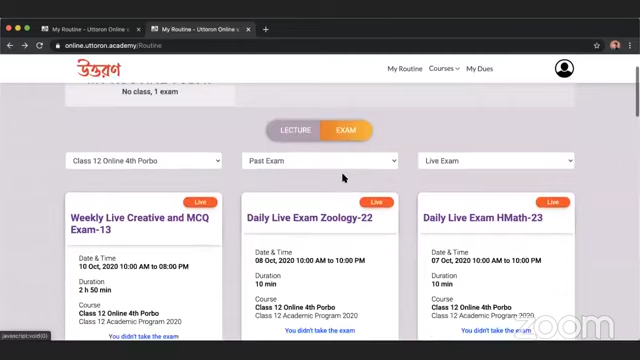 My Routine - Uttoron Online
My Routine - Uttoron Online
online.uttoron.academy/Routine
উত্তরণ
My Routine Courses My Dues
No class, 1 exam
LECTURE EXAM
Class 12 Online 4th Porbo Past Exam Live Exam
Live Live Live
Weekly Live Creative and MCQ Exam-13
Date & Time
10 Oct, 2020 10:00 AM to 08:00 PM
Duration
2 h 50 min
Course
Class 12 Online 4th Porbo
Class 12 Academic Program 2020
You didn't take the exam
Daily Live Exam Zoology-22
Date & Time
08 Oct, 2020 10:00 AM to 10:00 PM
Duration
10 min
Course
Class 12 Online 4th Porbo
Class 12 Academic Program 2020
You didn't take the exam
Daily Live Exam HMath-23
Date & Time
07 Oct, 2020 10:00 AM to 10:00 PM
Duration
10 min
Course
Class 12 Online 4th Porbo
Class 12 Academic Program 2020
You didn't take the exam
javascript:void(0)
zoom